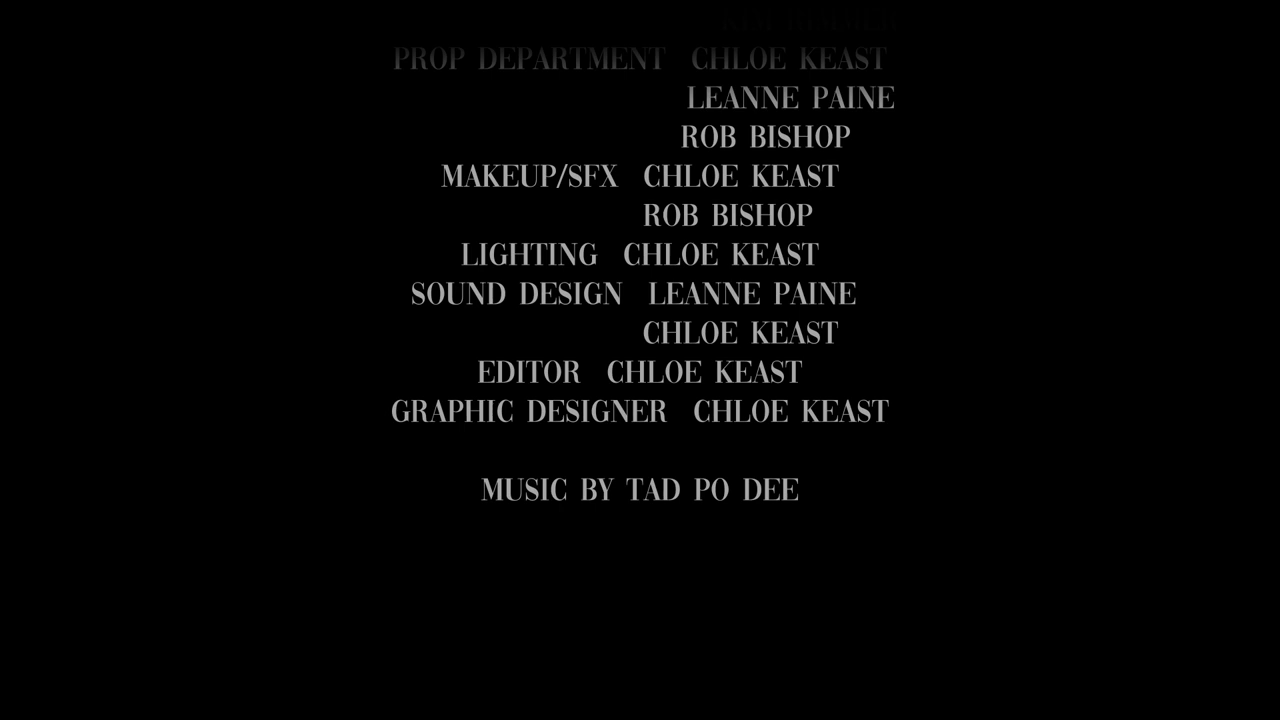 PROP DEPARTMENT CHLOE KEAST
LEANNE PAINE
ROB BISHOP
MAKEUP/SFX CHLOE KEAST
ROB BISHOP
LIGHTING CHLOE KEAST
SOUND DESIGN LEANNE PAINE
CHLOE KEAST
EDITOR CHLOE KEAST
GRAPHIC DESIGNER CHLOE KEAST
MUSIC BY TAD PO DEE